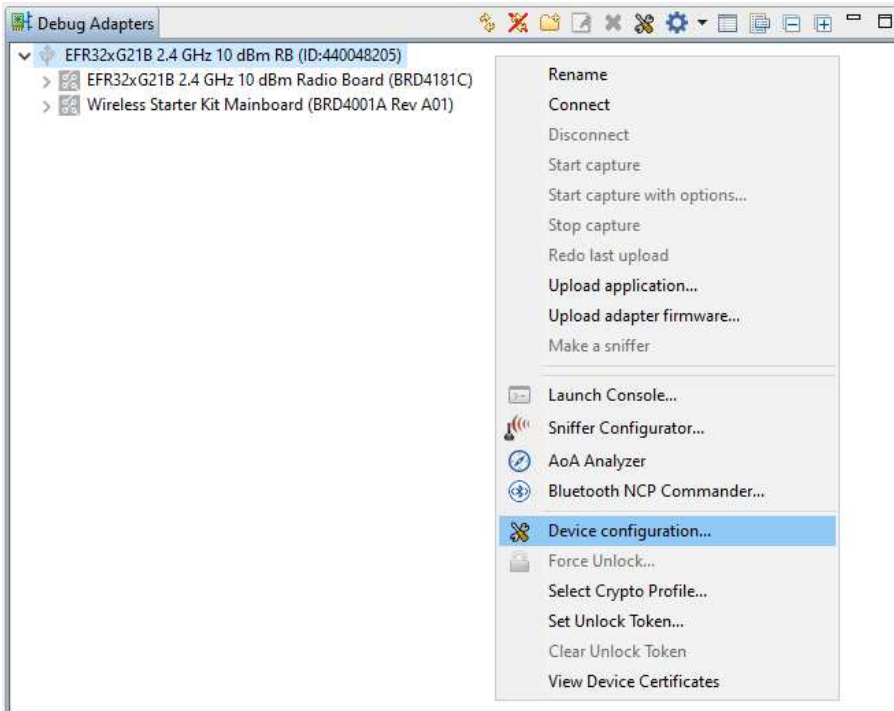 Debug Adapters
EFR32xG21B 2.4 GHz 10 dBm RB (ID:440048205)
EFR32xG21B 2.4 GHz 10 dBm Radio Board (BRD4181C)
Wireless Starter Kit Mainboard (BRD4001A Rev A01)
Rename
Connect
Disconnect
Start capture
Start capture with options...
Stop capture
Redo last upload
Upload application...
Upload adapter firmware...
Make a sniffer
Launch Console...
Sniffer Configurator...
AoA Analyzer
Bluetooth NCP Commander...
Device configuration...
Force Unlock...
Select Crypto Profile...
Set Unlock Token...
Clear Unlock Token
View Device Certificates